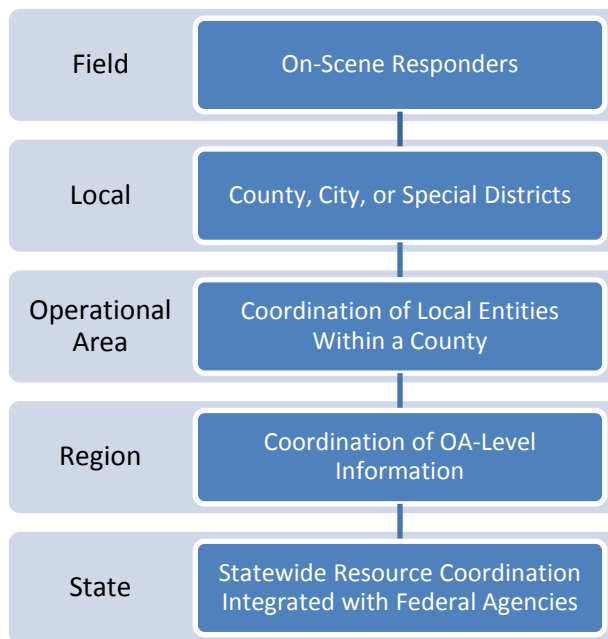 Field
On-Scene Responders
Local
County, City, or Special Districts
Operational
Area
Coordination of Local Entities
Within a County
Region
Coordination of OA-Level
Information
State
Statewide Resource Coordination
Integrated with Federal Agencies